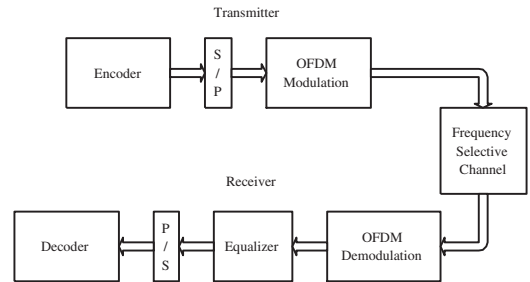 Transmitter
Encoder
S
/
P
OFDM
Modulation
Frequency
Selective
Channel
Receiver
Decoder
P
/
S
Equalizer
OFDM
Demodulation